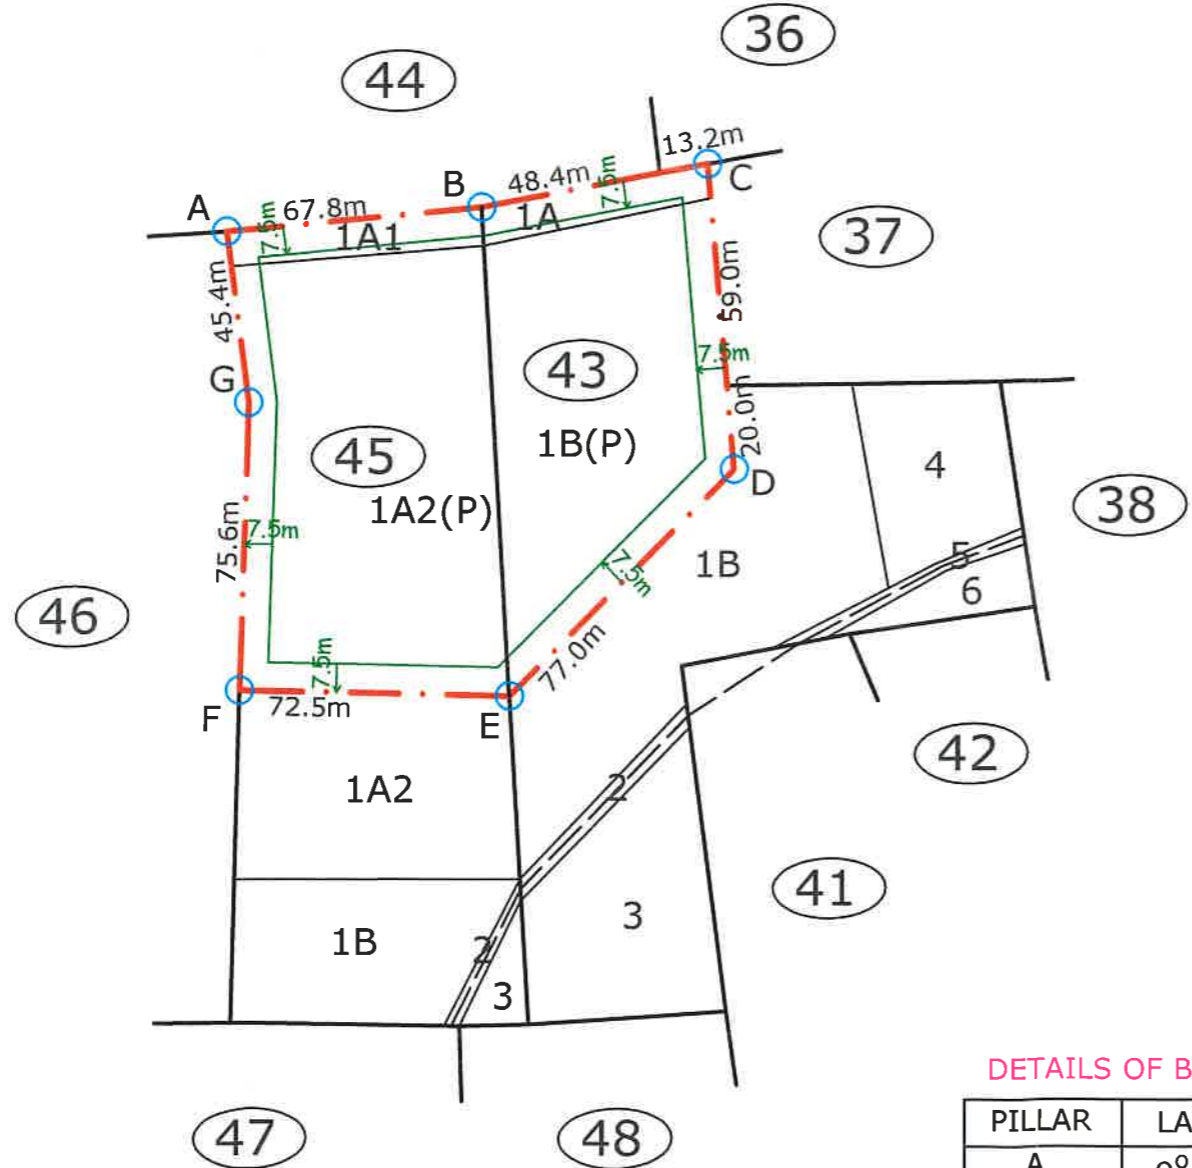 36
44
13.2m
C
48.4m
7.5m
B
A
67.8m
1A
7.5m
1A1
37
45.4m
59.0m
7.5m
43
G
20.0m
1B(P)
45
4
D
38
1A2(P)
7.5m
75.6m
5
1B
7.5m
6
46
77.0m
7.5m
72.5m
F
E
42
1A2
2
41
3
1B
2
3
DETAILS OF B
PILLAR LA
A
47
48